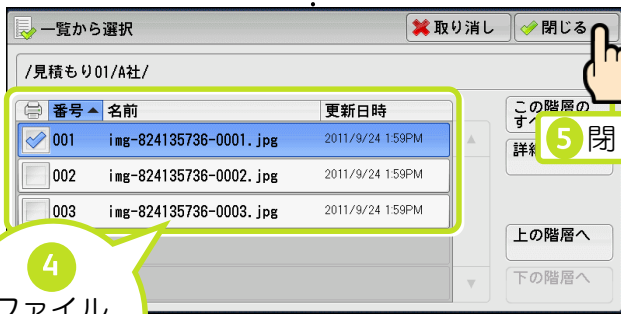 一覧から選択
取り消し
閉じる
/見積もり01/A社/
番号 名前 更新日時
001 img-824135736-0001.jpg 2011/9/24 1:59PM
002 img-824135736-0002.jpg 2011/9/24 1:59PM
003 img-824135736-0003.jpg 2011/9/24 1:59PM
この階層の
す
詳細
5 閉
上の階層へ
下の階層へ
4
ファイル